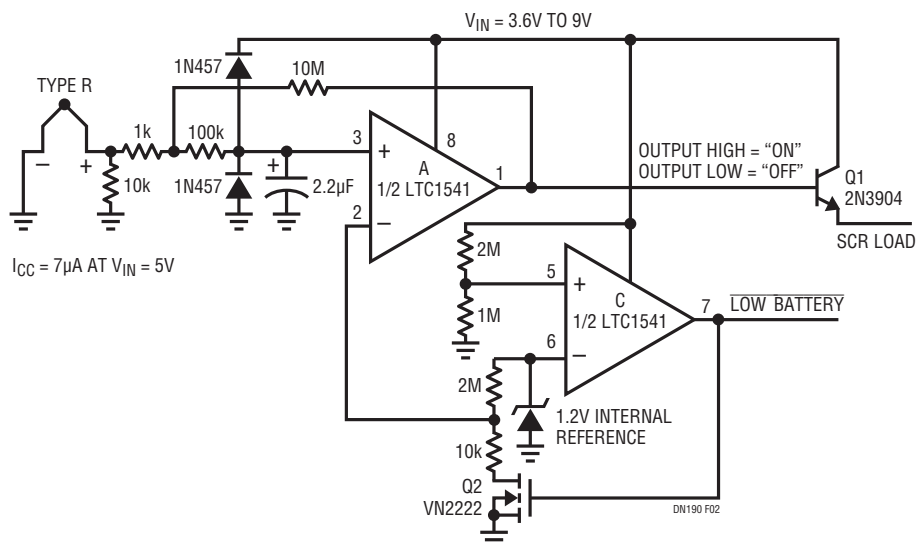 V_IN = 3.6V TO 9V
1N457
10M
TYPE R
1k
100k
3
8
+
A
OUTPUT HIGH = “ON”
OUTPUT LOW = “OFF”
−
+
10k
1N457
+
2.2µF
1/2 LTC1541
1
Q1
2N3904
2
−
SCR LOAD
I_CC = 7µA AT V_IN = 5V
2M
5
+
C
1/2 LTC1541
7
LOW BATTERY
1M
6
−
2M
1.2V INTERNAL
REFERENCE
10k
Q2
VN2222
DN190 F02